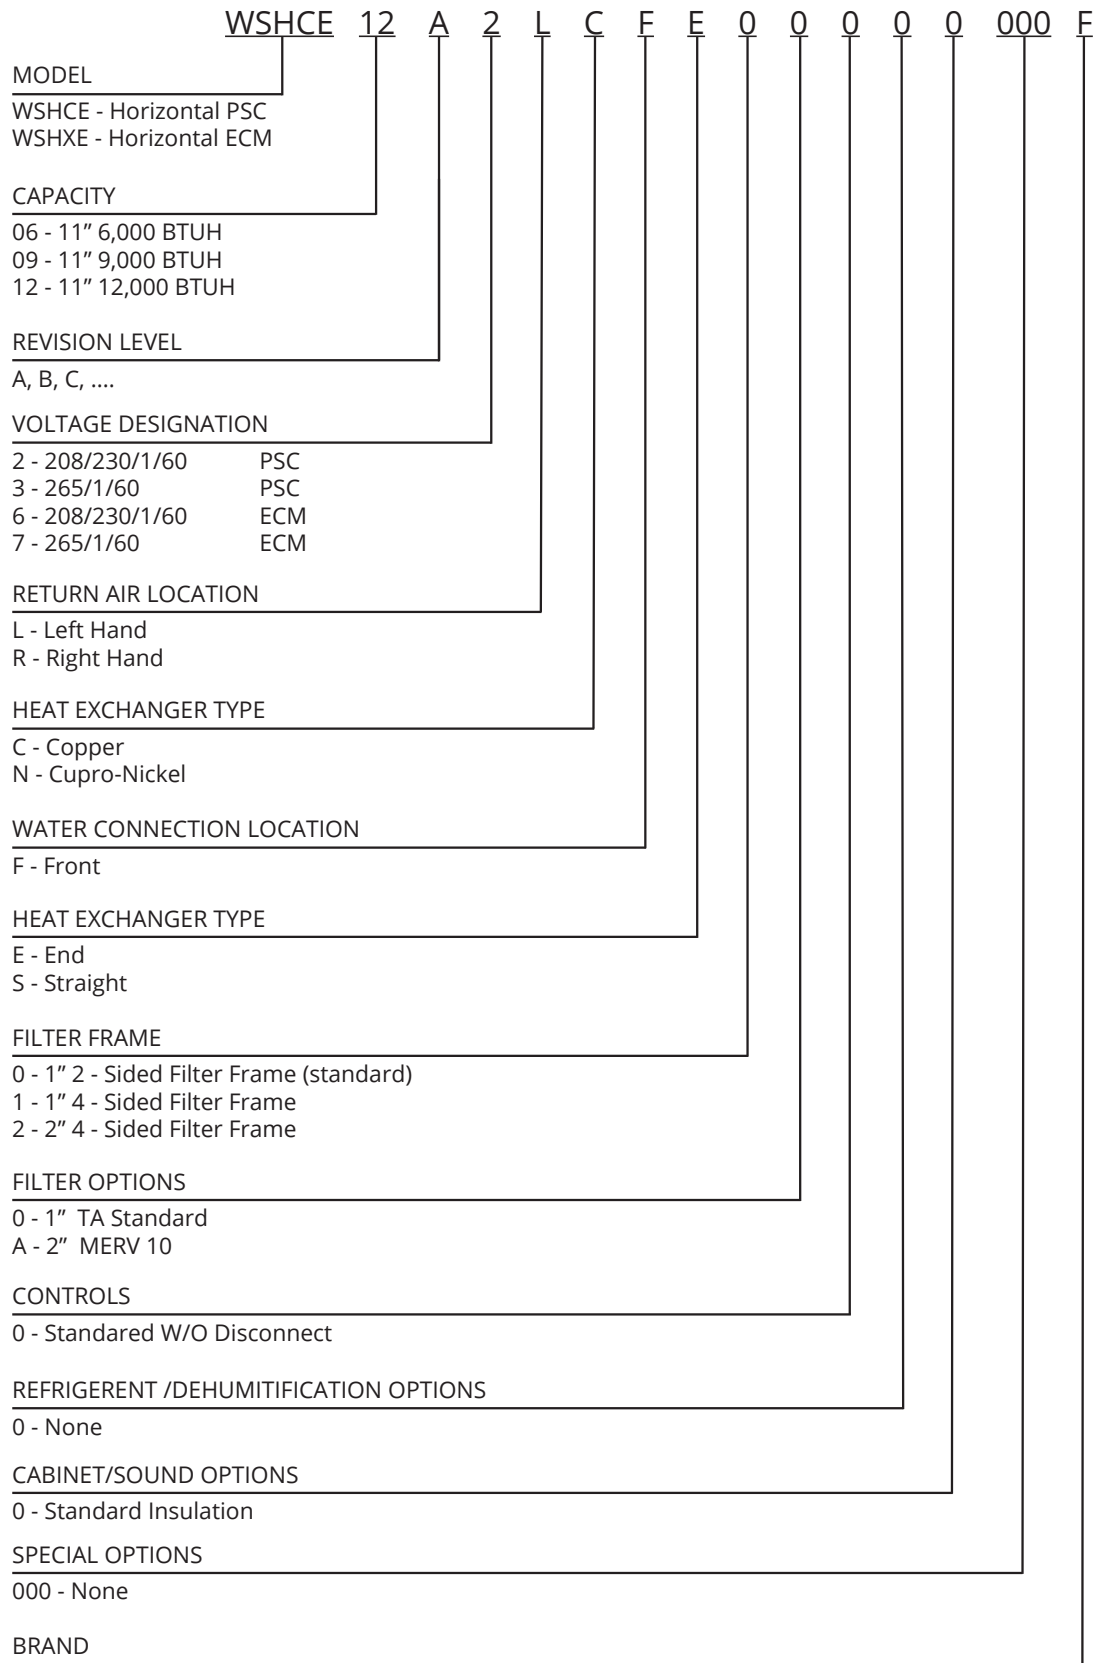 WSHCE 12 A 2 L C F E 0 0 0 0 0 000 F
MODEL
WSHCE - Horizontal PSC
WSHXE - Horizontal ECM
CAPACITY
06 - 11” 6,000 BTUH
09 - 11” 9,000 BTUH
12 - 11” 12,000 BTUH
REVISION LEVEL
A, B, C, ....
VOLTAGE DESIGNATION
2 - 208/230/1/60 PSC
3 - 265/1/60 PSC
6 - 208/230/1/60 ECM
7 - 265/1/60 ECM
RETURN AIR LOCATION
L - Left Hand
R - Right Hand
HEAT EXCHANGER TYPE
C - Copper
N - Cupro-Nickel
WATER CONNECTION LOCATION
F - Front
HEAT EXCHANGER TYPE
E - End
S - Straight
FILTER FRAME
0 - 1” 2 - Sided Filter Frame (standard)
1 - 1” 4 - Sided Filter Frame
2 - 2” 4 - Sided Filter Frame
FILTER OPTIONS
0 - 1” TA Standard
A - 2” MERV 10
CONTROLS
0 - Standared W/O Disconnect
REFRIGERENT /DEHUMITIFICATION OPTIONS
0 - None
CABINET/SOUND OPTIONS
0 - Standard Insulation
SPECIAL OPTIONS
000 - None
BRAND